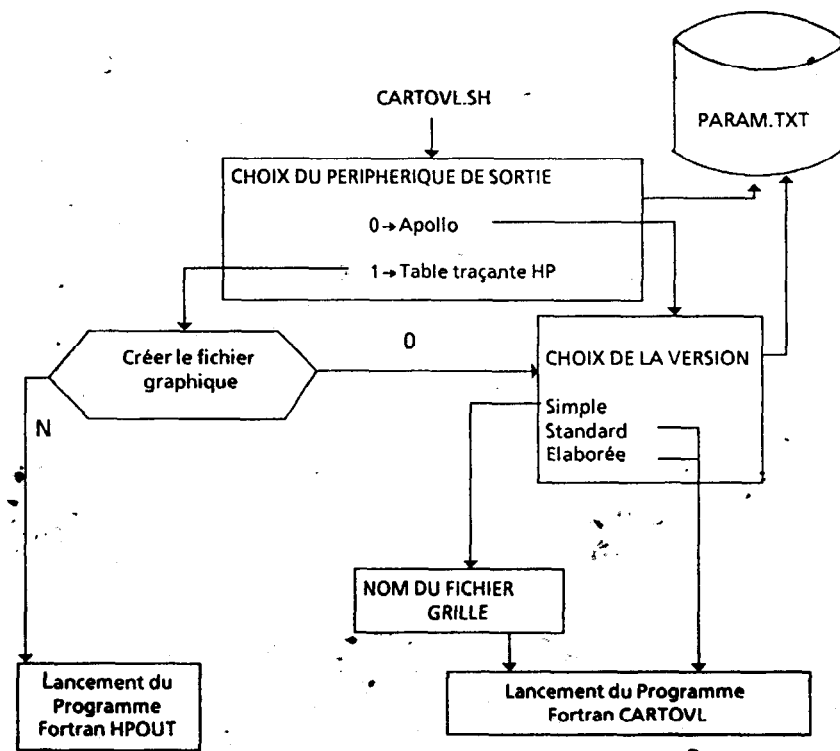 CARTOVL.SH
PARAM.TXT
CHOIX DU PERIPHERIQUE DE SORTIE
0→Apollo
1→Table traçante HP
Créer le fichier
graphique
O
N
CHOIX DE LA VERSION
Simple
Standard
Elaborée
NOM DU FICHIER
GRILLE
Lancement du
Programme
Fortran HPOUT
Lancement du Programme
Fortran CARTOVL